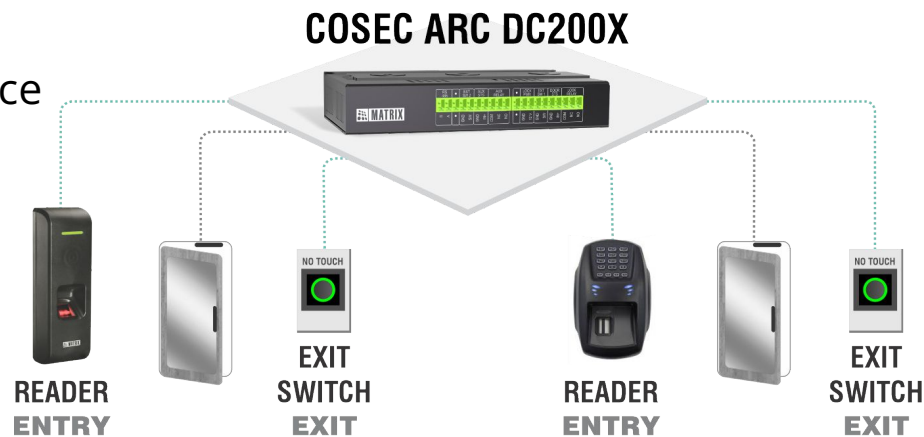 COSEC ARC DC200X
ce
MATRIX
NO TOUCH
NO TOUCH
MATRIX
READER
ENTRY
EXIT
SWITCH
EXIT
READER
ENTRY
EXIT
SWITCH
EXIT